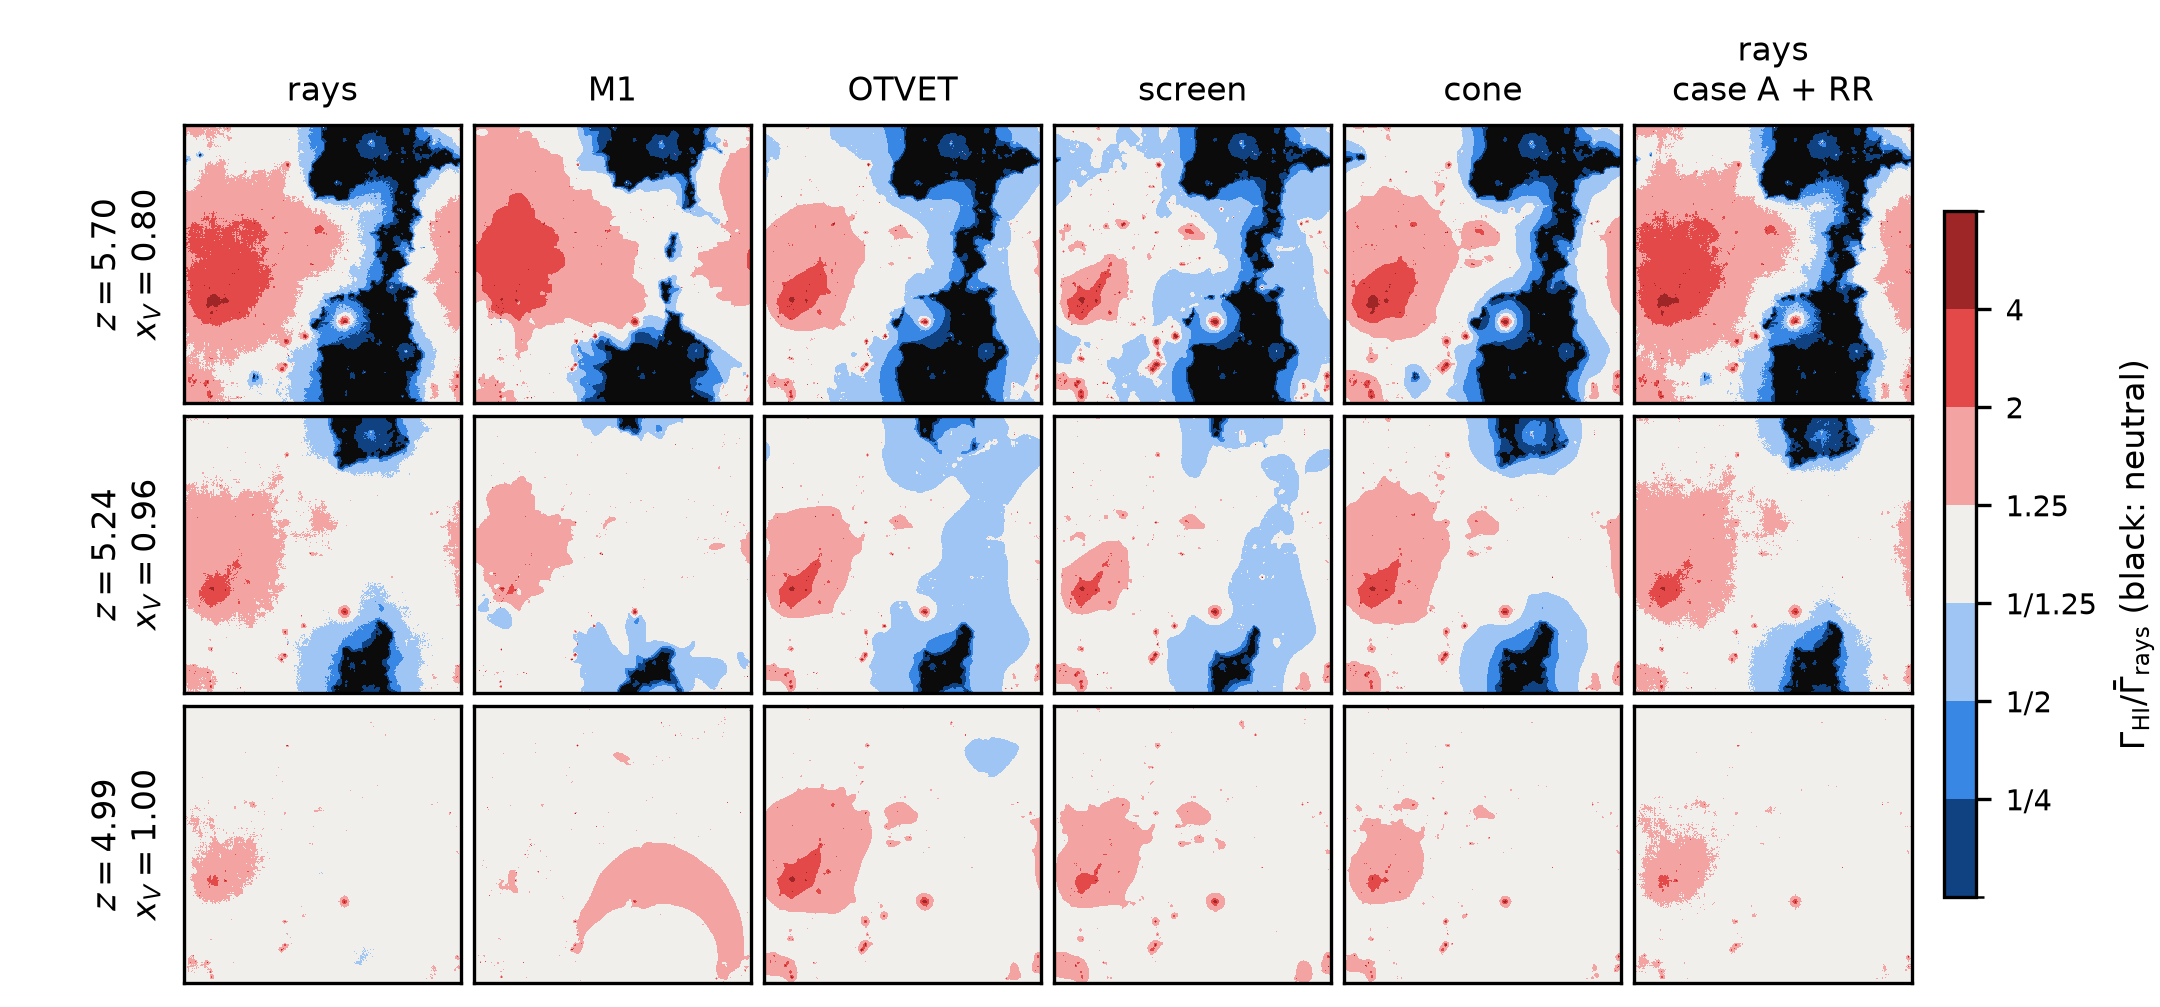 rays
rays M1 OTVET screen cone case A + RR
z = 5.70
x_V = 0.80
z = 5.24
x_V = 0.96
z = 4.99
x_V = 1.00
4
2
1.25
1/1.25
1/2
1/4
Γ_HI/Γ̄_rays (black: neutral)